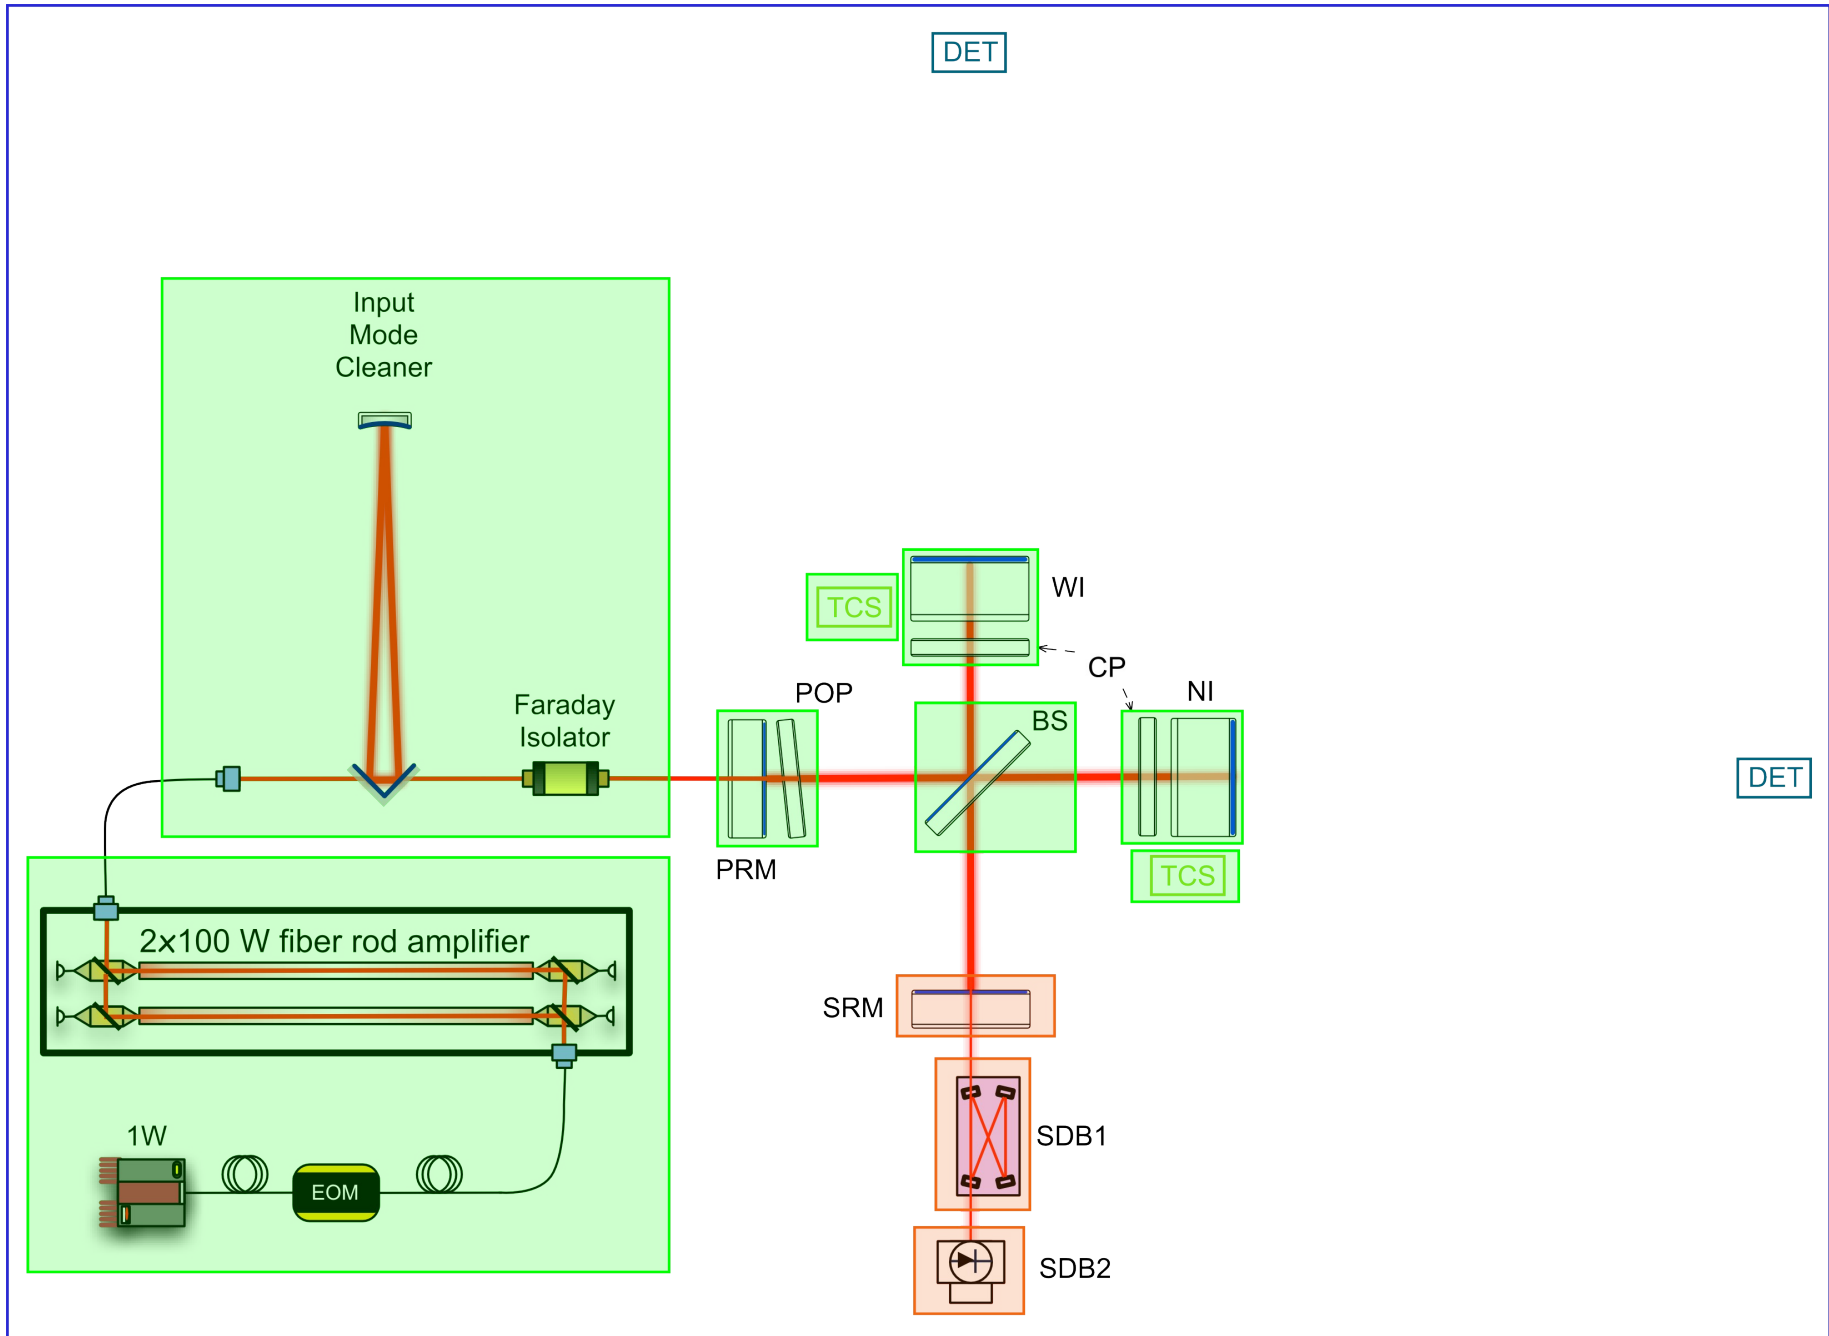 DET
Input
Mode
Cleaner
WI
TCS
CP
POP
NI
Faraday
Isolator
BS
DET
PRM
TCS
2x100 W fiber rod amplifier
SRM
1W
SDB1
EOM
SDB2